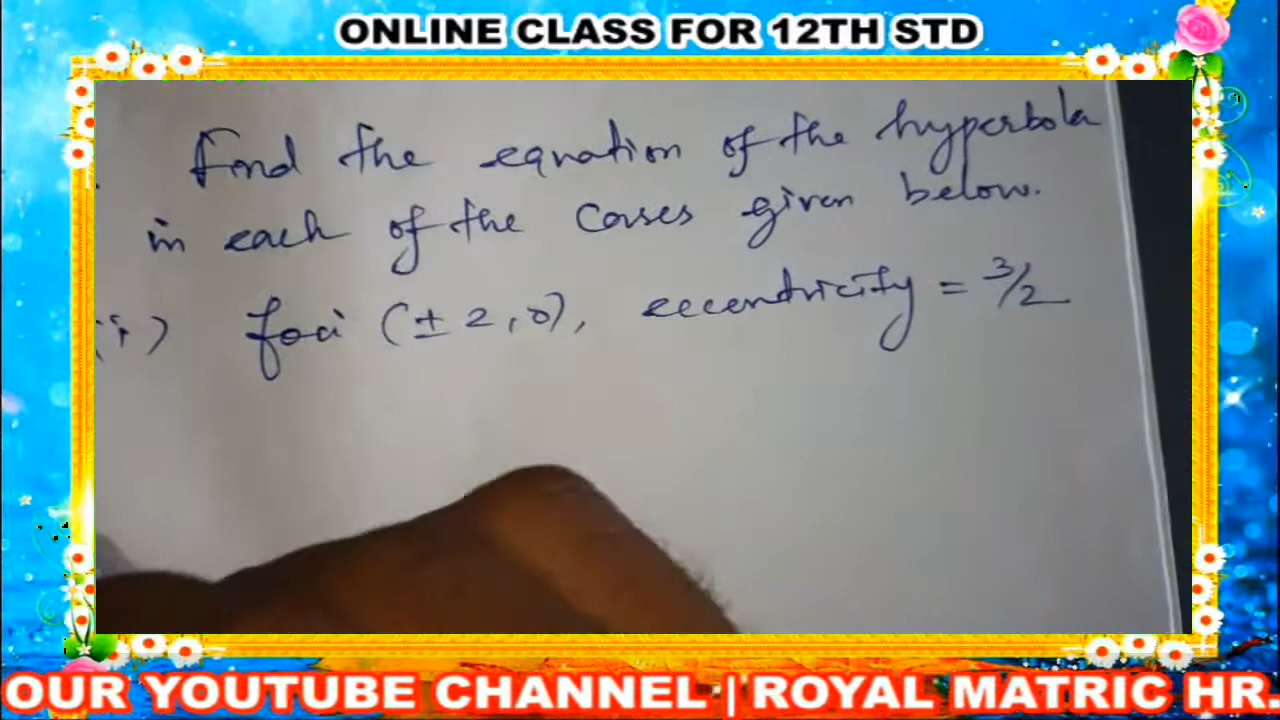 ONLINE CLASS FOR 12TH STD
Find the equation of the hyperbola
in each of the cases given below.
(i) foci (± 2, 0), eccentricity = 3/2
OUR YOUTUBE CHANNEL | ROYAL MATRIC HR.